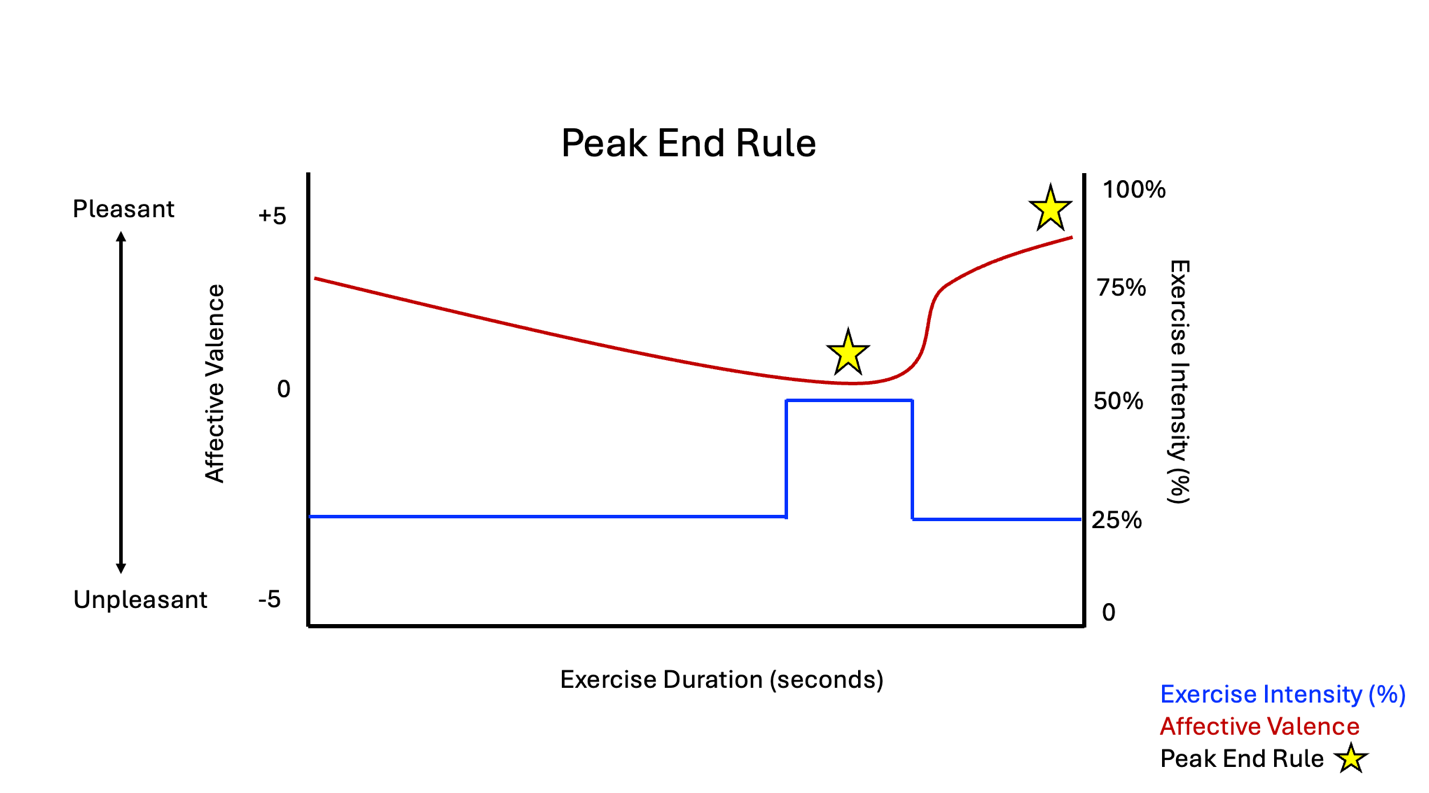 Peak End Rule
Pleasant
Unpleasant
Affective Valence
+5
0
-5
100%
75%
50%
25%
0
Exercise Intensity (%)
Exercise Duration (seconds)
Exercise Intensity (%)
Affective Valence
Peak End Rule